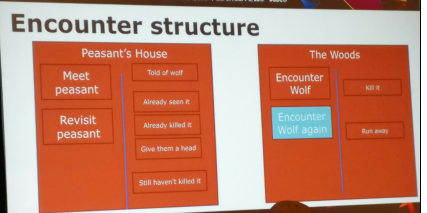 Encounter structure
Peasant's House
Meet
peasant
Told of wolf
Already seen it
Revisit
peasant
Already killed it
Give them a head
Still haven't killed it
The Woods
Encounter
Wolf
Kill it
Encounter
Wolf again
Run away